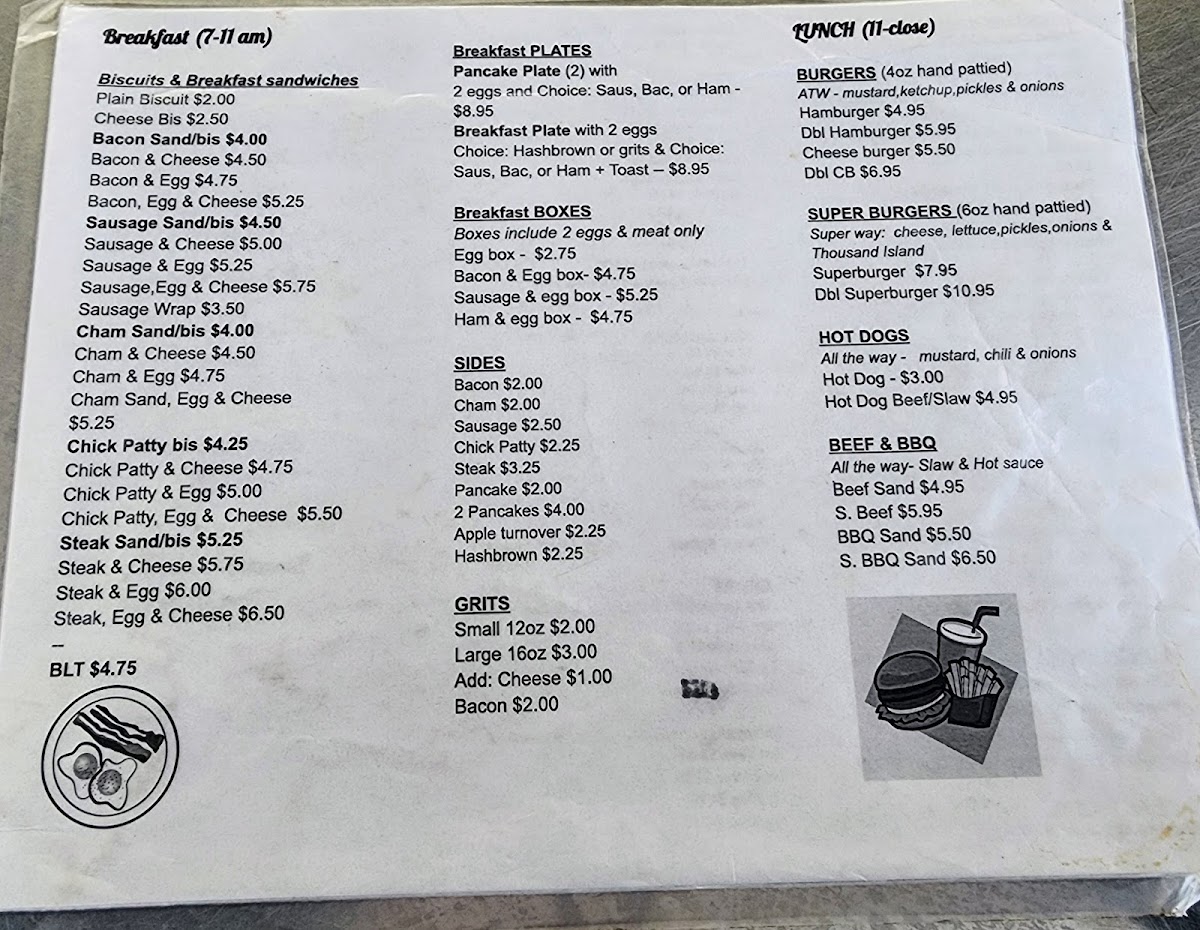 Breakfast (7-11 am)
Biscuits & Breakfast sandwiches
Plain Biscuit $2.00
Cheese Bis $2.50
Bacon Sand/bis $4.00
Bacon & Cheese $4.50
Bacon & Egg $4.75
Bacon, Egg & Cheese $5.25
Sausage Sand/bis $4.50
Sausage & Cheese $5.00
Sausage & Egg $5.25
Sausage,Egg & Cheese $5.75
Sausage Wrap $3.50
Cham Sand/bis $4.00
Cham & Cheese $4.50
Cham & Egg $4.75
Cham Sand, Egg & Cheese
$5.25
Chick Patty bis $4.25
Chick Patty & Cheese $4.75
Chick Patty & Egg $5.00
Chick Patty, Egg & Cheese $5.50
Steak Sand/bis $5.25
Steak & Cheese $5.75
Steak & Egg $6.00
Steak, Egg & Cheese $6.50
--
BLT $4.75
Breakfast PLATES
Pancake Plate (2) with
2 eggs and Choice: Saus, Bac, or Ham -
$8.95
Breakfast Plate with 2 eggs
Choice: Hashbrown or grits & Choice:
Saus, Bac, or Ham + Toast – $8.95
Breakfast BOXES
Boxes include 2 eggs & meat only
Egg box - $2.75
Bacon & Egg box- $4.75
Sausage & egg box - $5.25
Ham & egg box - $4.75
SIDES
Bacon $2.00
Cham $2.00
Sausage $2.50
Chick Patty $2.25
Steak $3.25
Pancake $2.00
2 Pancakes $4.00
Apple turnover $2.25
Hashbrown $2.25
GRITS
Small 12oz $2.00
Large 16oz $3.00
Add: Cheese $1.00
Bacon $2.00
LUNCH (11-close)
BURGERS (4oz hand pattied)
ATW - mustard,ketchup,pickles & onions
Hamburger $4.95
Dbl Hamburger $5.95
Cheese burger $5.50
Dbl CB $6.95
SUPER BURGERS (6oz hand pattied)
Super way: cheese, lettuce,pickles,onions &
Thousand Island
Superburger $7.95
Dbl Superburger $10.95
HOT DOGS
All the way - mustard, chili & onions
Hot Dog - $3.00
Hot Dog Beef/Slaw $4.95
BEEF & BBQ
All the way- Slaw & Hot sauce
Beef Sand $4.95
S. Beef $5.95
BBQ Sand $5.50
S. BBQ Sand $6.50